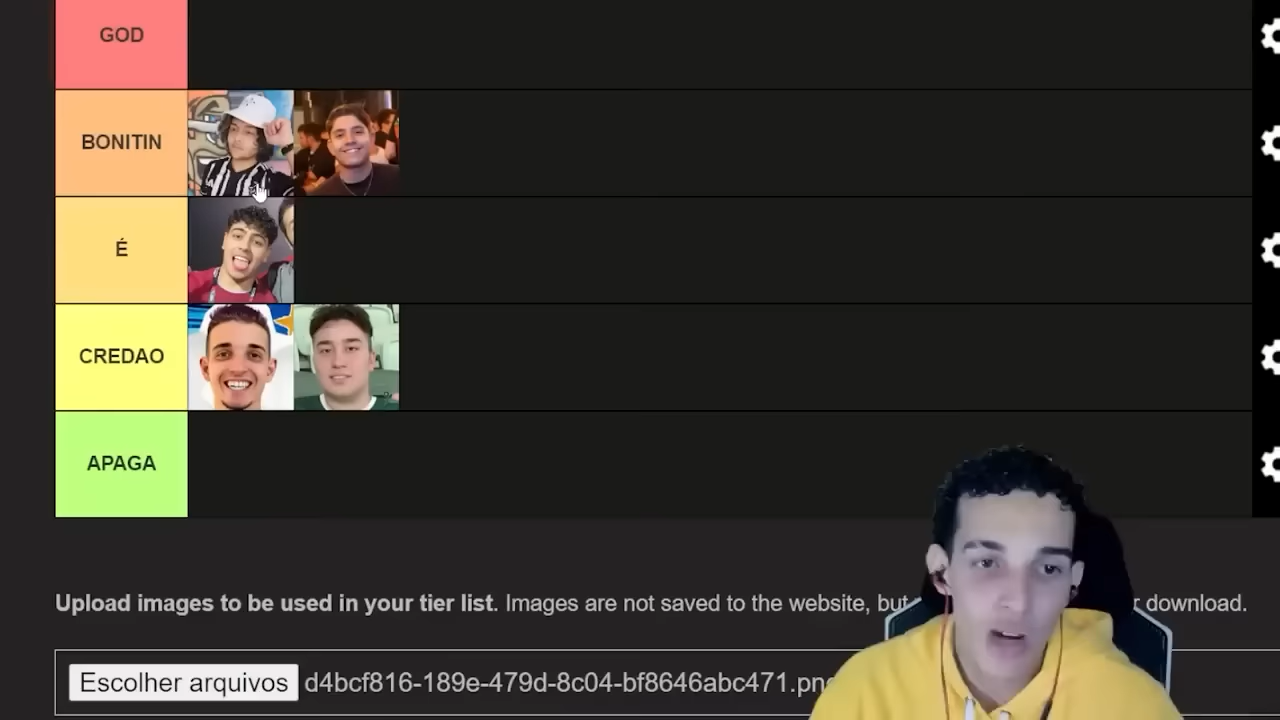 GOD
BONITIN
É
CREDAO
APAGA
Upload images to be used in your tier list. Images are not saved to the website, but r download.
Escolher arquivos d4bcf816-189e-479d-8c04-bf8646abc471.pn